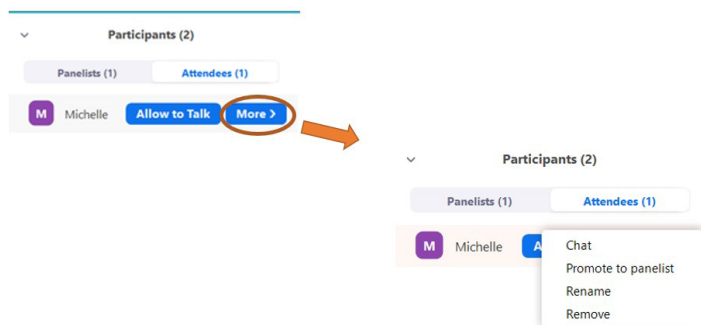 Participants (2)
Panelists (1) Attendees (1)
M Michelle Allow to Talk More >
Participants (2)
Panelists (1) Attendees (1)
M Michelle A
Chat
Promote to panelist
Rename
Remove